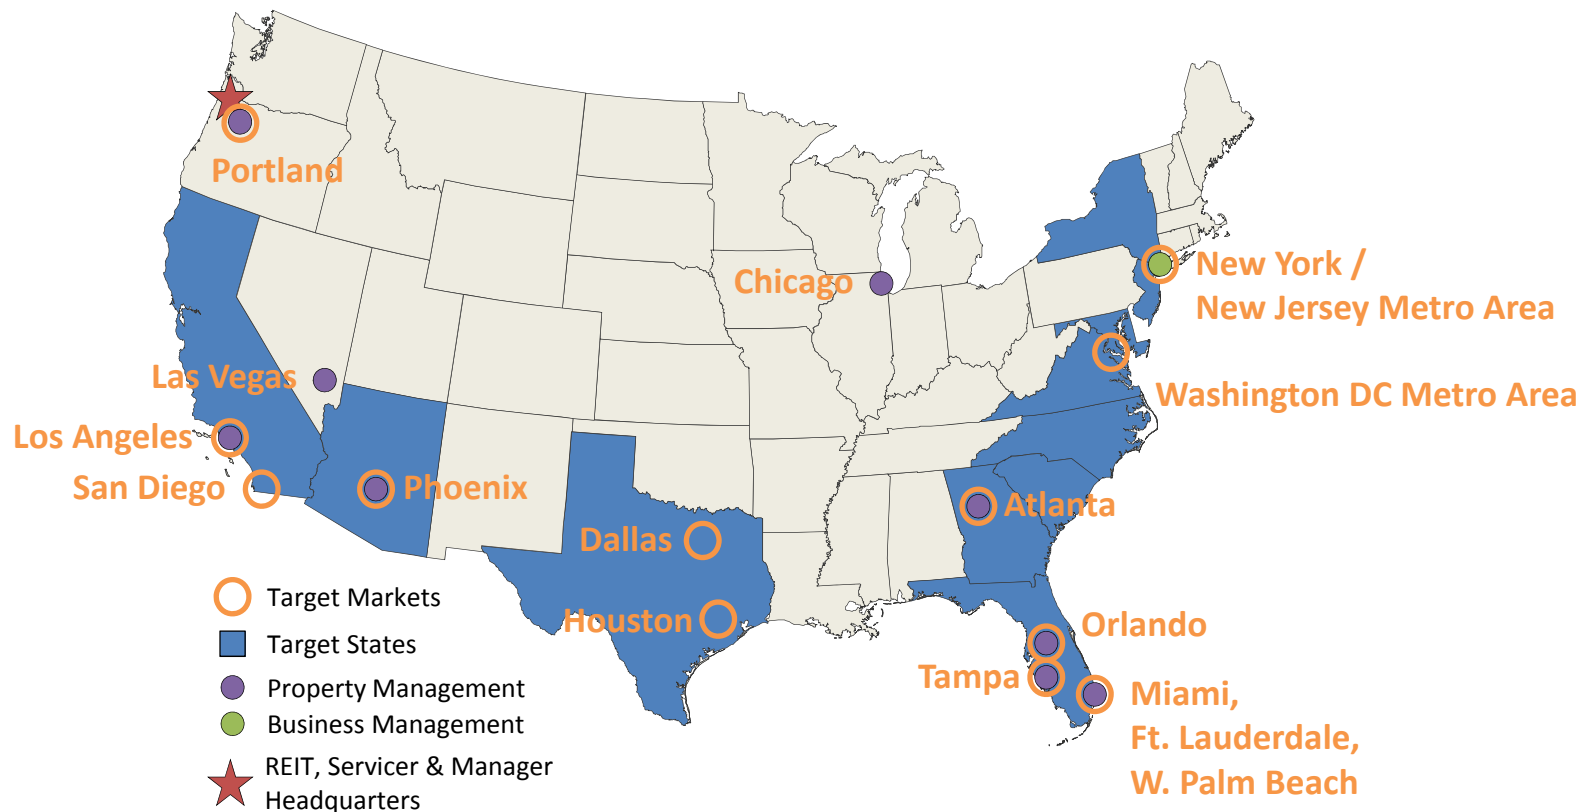 Portland
Chicago
New York /
New Jersey Metro Area
Las Vegas
Washington DC Metro Area
Los Angeles
San Diego
Phoenix
Atlanta
Dallas
Houston
Orlando
Tampa
Miami,
Ft. Lauderdale,
W. Palm Beach
Target Markets
Target States
Property Management
Business Management
REIT, Servicer & Manager
Headquarters